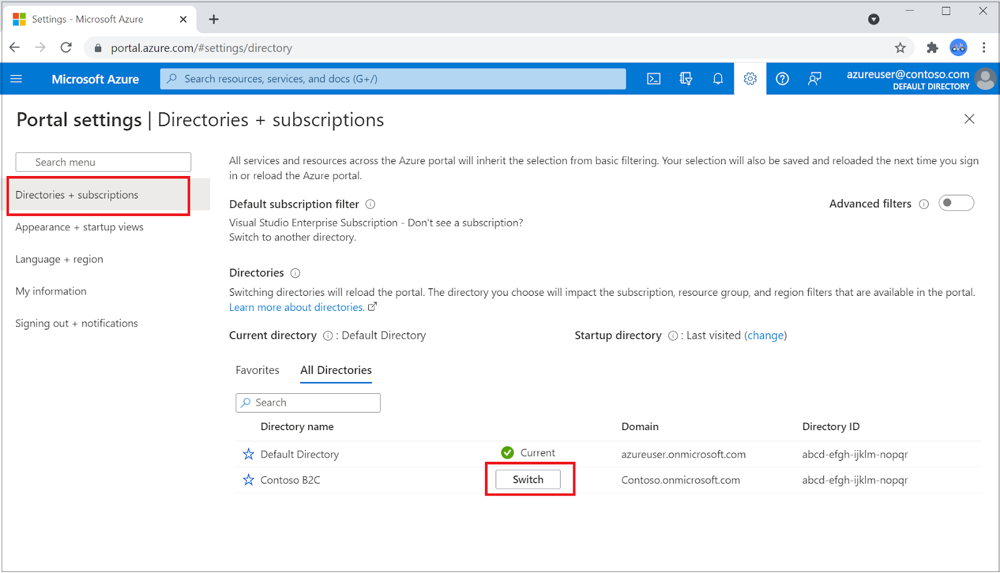 Settings - Microsoft Azure
portal.azure.com/#settings/directory
Microsoft Azure
Search resources, services, and docs (G+/)
azureuser@contoso.com
DEFAULT DIRECTORY
Portal settings | Directories + subscriptions
Search menu
Directories + subscriptions
Appearance + startup views
Language + region
My information
Signing out + notifications
All services and resources across the Azure portal will inherit the selection from basic filtering. Your selection will also be saved and reloaded the next time you sign
in or reload the Azure portal.
Default subscription filter
Advanced filters
Visual Studio Enterprise Subscription - Don't see a subscription?
Switch to another directory.
Directories
Switching directories will reload the portal. The directory you choose will impact the subscription, resource group, and region filters that are available in the portal.
Learn more about directories.
Current directory : Default Directory
Startup directory : Last visited (change)
Favorites All Directories
Search
Directory name Domain Directory ID
Default Directory Current azureuser.onmicrosoft.com abcd-efgh-ijklm-nopqr
Contoso B2C Switch Contoso.onmicrosoft.com abcd-efgh-ijklm-nopqr